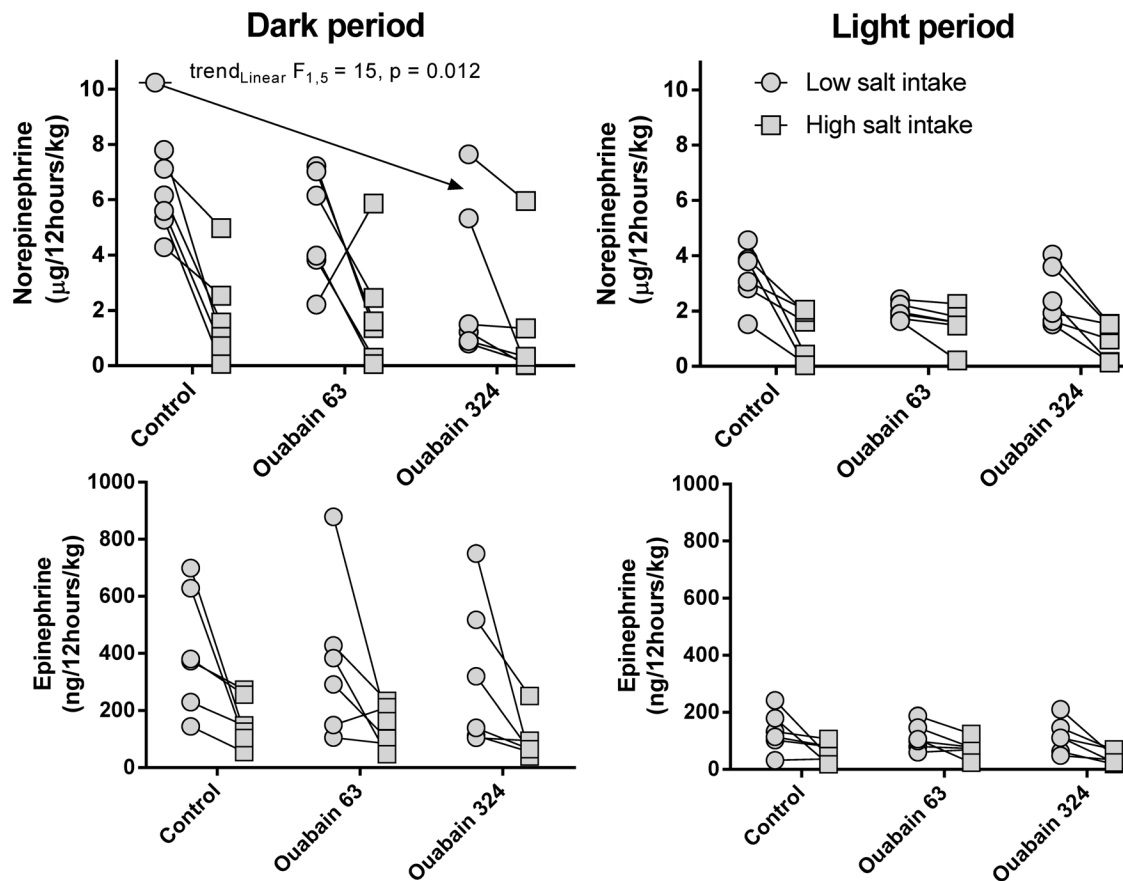 Dark period
Light period
trendLinear F1,5 = 15, p = 0.012
Low salt intake
High salt intake
Norepinephrine
(µg/12hours/kg)
10
8
6
4
2
0
Control
Ouabain 63
Ouabain 324
Norepinephrine
(µg/12hours/kg)
10
8
6
4
2
0
Control
Ouabain 63
Ouabain 324
Epinephrine
(ng/12hours/kg)
1000
800
600
400
200
0
Control
Ouabain 63
Ouabain 324
Epinephrine
(ng/12hours/kg)
1000
800
600
400
200
0
Control
Ouabain 63
Ouabain 324